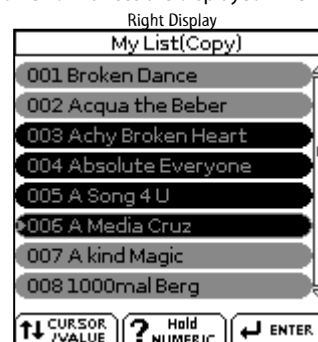 Right Display
My List(Copy)
001 Broken Dance
002 Acqua the Beber
003 Achy Broken Heart
004 Absolute Everyone
005 A Song 4 U
006 A Media Cruz
007 A kind Magic
008 1000mal Berg
CURSOR /VALUE
? Hold NUMERIC
ENTER